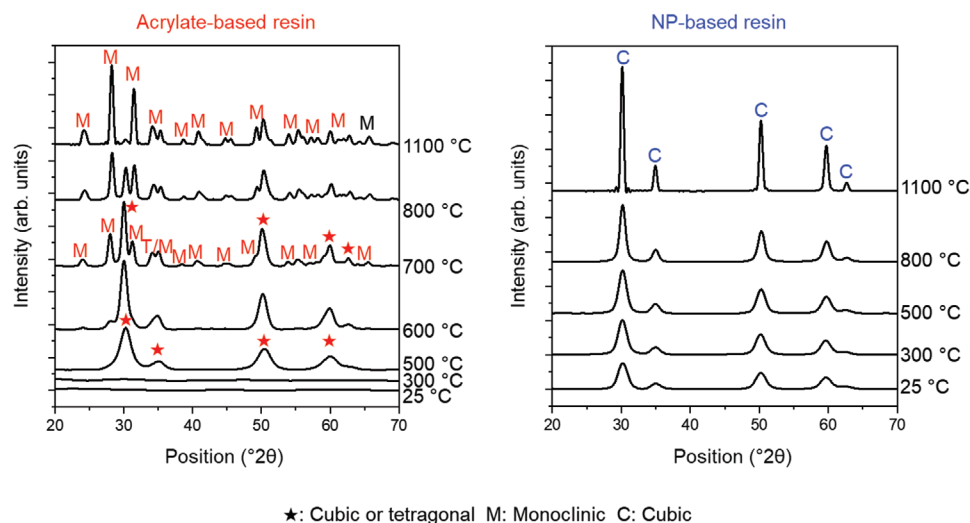 Acrylate-based resin
M
M
M
M
M
M
M
M
M
M
M
M
1100 °C
800 °C
★
★
M
M
M
T/M
M
M
M
M
M
M
★
★
M
700 °C
600 °C
★
★
★
★
500 °C
300 °C
25 °C
20 30 40 50 60 70
Position (°2θ)
Intensity (arb. units)
NP-based resin
C
C
C
C
C
1100 °C
800 °C
500 °C
300 °C
25 °C
30 40 50 60 70
Position (°2θ)
Intensity (arb. units)
★: Cubic or tetragonal M: Monoclinic C: Cubic